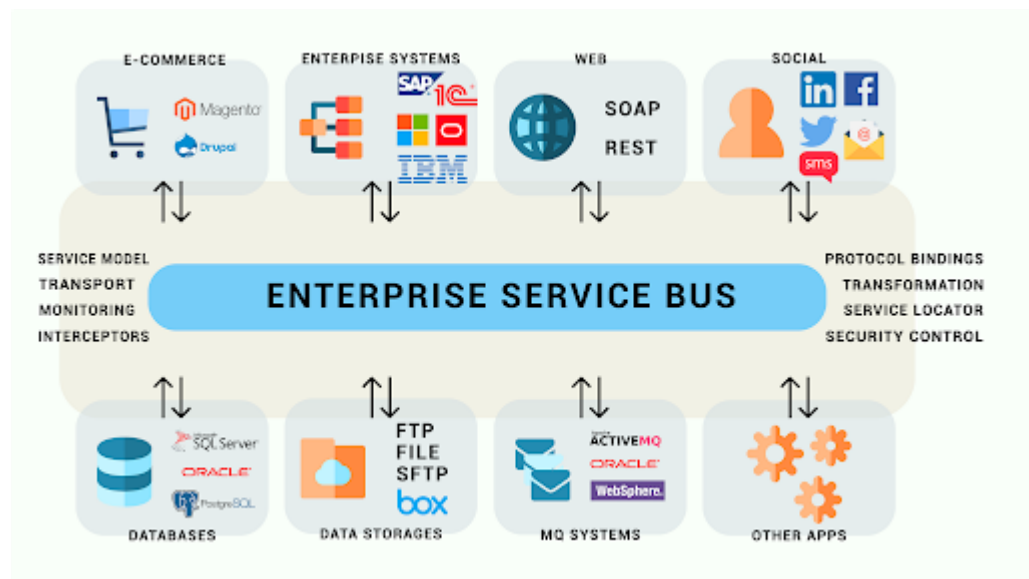 E-COMMERCE
ENTERPISE SYSTEMS
WEB
SOCIAL
Magento
Drupal
SAP
1C
IBM
SOAP
REST
in
f
@
sms
SERVICE MODEL
TRANSPORT
MONITORING
INTERCEPTORS
ENTERPRISE SERVICE BUS
PROTOCOL BINDINGS
TRANSFORMATION
SERVICE LOCATOR
SECURITY CONTROL
SQL Server
ORACLE
PostgreSQL
FTP
FILE
SFTP
box
ACTIVEMQ
ORACLE
WebSphere.
DATABASES
DATA STORAGES
MQ SYSTEMS
OTHER APPS